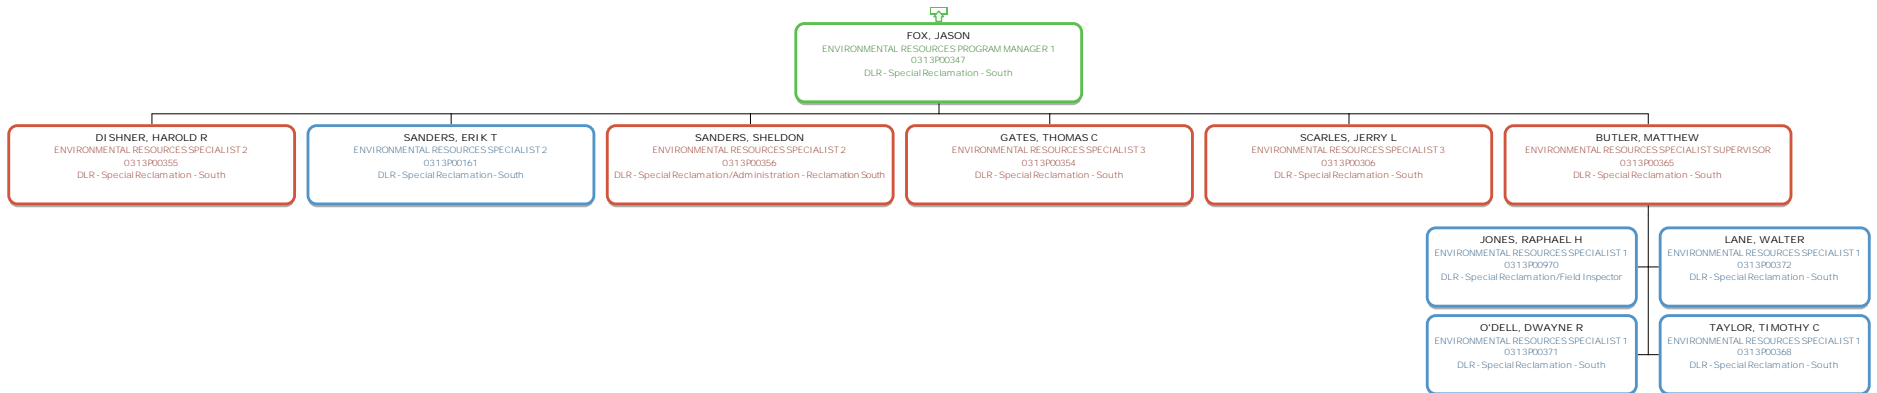 FOX, JASON
ENVIRONMENTAL RESOURCES PROGRAM MANAGER 1
0313P00347
DLR - Special Reclamation - South
DISHNER, HAROLD R
ENVIRONMENTAL RESOURCES SPECIALIST 2
0313P00355
DLR - Special Reclamation - South
SANDERS, ERIK T
ENVIRONMENTAL RESOURCES SPECIALIST 2
0313P00161
DLR - Special Reclamation - South
SANDERS, SHELDON
ENVIRONMENTAL RESOURCES SPECIALIST 2
0313P00356
DLR - Special Reclamation/Administration - Reclamation South
GATES, THOMAS C
ENVIRONMENTAL RESOURCES SPECIALIST 3
0313P00354
DLR - Special Reclamation - South
SCARLES, JERRY L
ENVIRONMENTAL RESOURCES SPECIALIST 3
0313P00306
DLR - Special Reclamation - South
BUTLER, MATTHEW
ENVIRONMENTAL RESOURCES SPECIALIST SUPERVISOR
0313P00365
DLR - Special Reclamation - South
JONES, RAPHAEL H
ENVIRONMENTAL RESOURCES SPECIALIST 1
0313P00970
DLR - Special Reclamation/Field Inspector
LANE, WALTER
ENVIRONMENTAL RESOURCES SPECIALIST 1
0313P00372
DLR - Special Reclamation - South
O'DELL, DWAYNE R
ENVIRONMENTAL RESOURCES SPECIALIST 1
0313P00371
DLR - Special Reclamation - South
TAYLOR, TIMOTHY C
ENVIRONMENTAL RESOURCES SPECIALIST 1
0313P00368
DLR - Special Reclamation - South